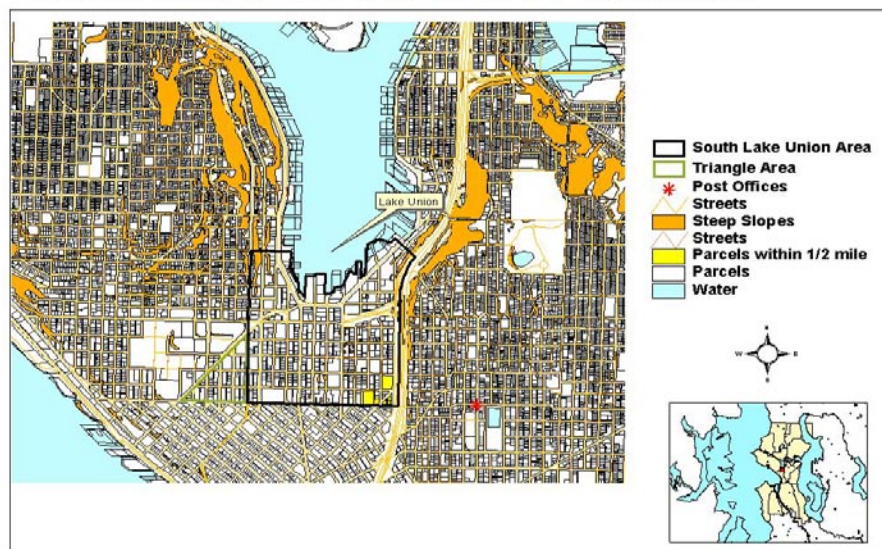 Lake Union
South Lake Union Area
Triangle Area
Post Offices
Streets
Steep Slopes
Streets
Parcels within 1/2 mile
Parcels
Water
N
W E
S